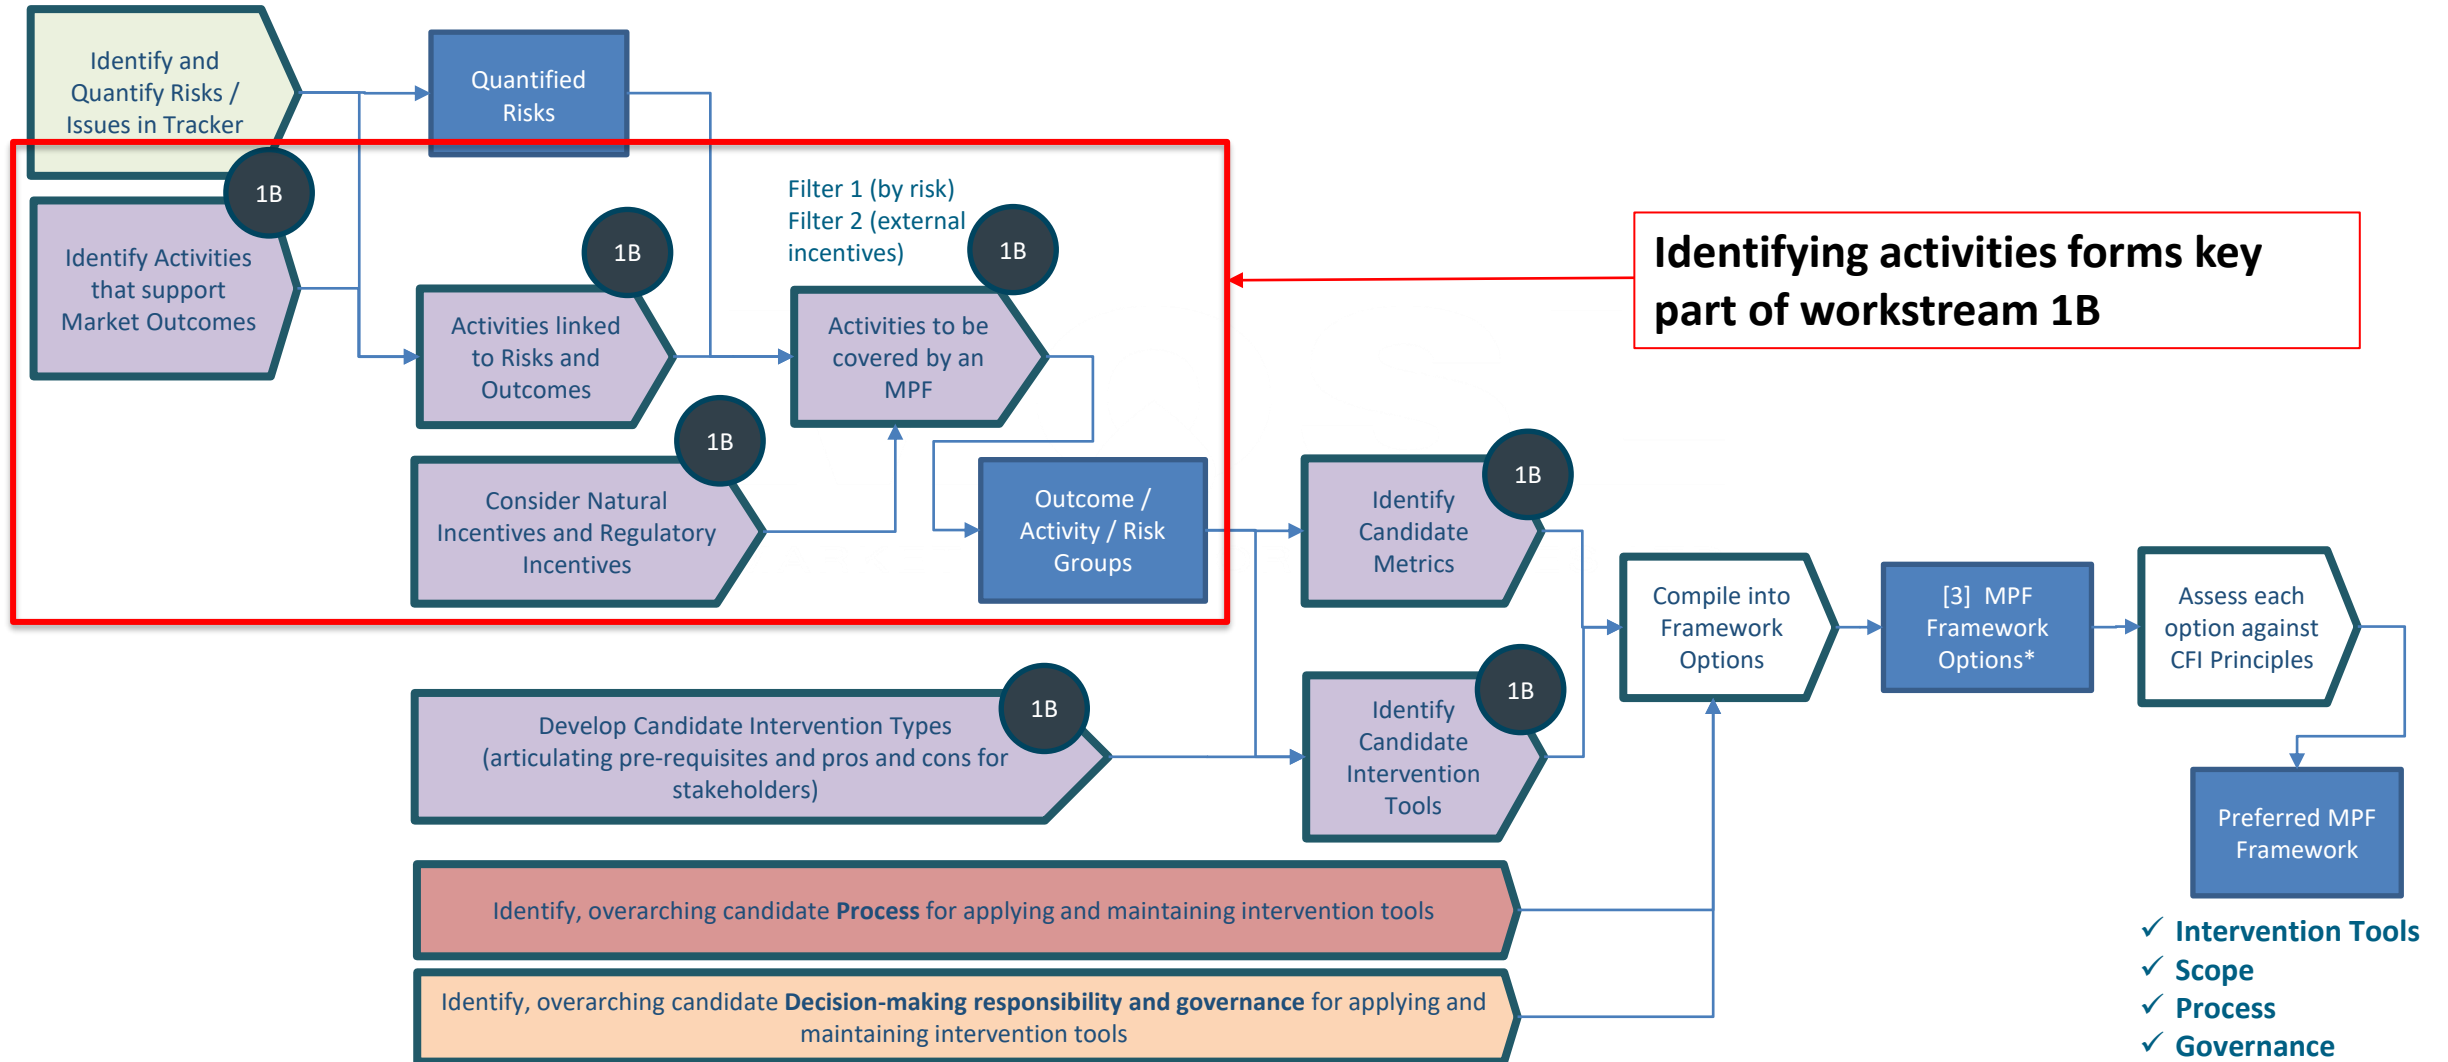 Identify and
Quantify Risks /
Issues in Tracker
Quantified
Risks
1B
Identify Activities
that support
Market Outcomes
1B
Activities linked
to Risks and
Outcomes
Filter 1 (by risk)
Filter 2 (external
incentives)
1B
Activities to be
covered by an
MPF
Identifying activities forms key
part of workstream 1B
1B
Consider Natural
Incentives and Regulatory
Incentives
Outcome /
Activity / Risk
Groups
1B
Identify
Candidate
Metrics
1B
Develop Candidate Intervention Types
(articulating pre-requisites and pros and cons for
stakeholders)
1B
Identify
Candidate
Intervention
Tools
Compile into
Framework
Options
[3] MPF
Framework
Options*
Assess each
option against
CFI Principles
Preferred MPF
Framework
Identify, overarching candidate Process for applying and maintaining intervention tools
Identify, overarching candidate Decision-making responsibility and governance for applying and
maintaining intervention tools
✓ Intervention Tools
✓ Scope
✓ Process
✓ Governance